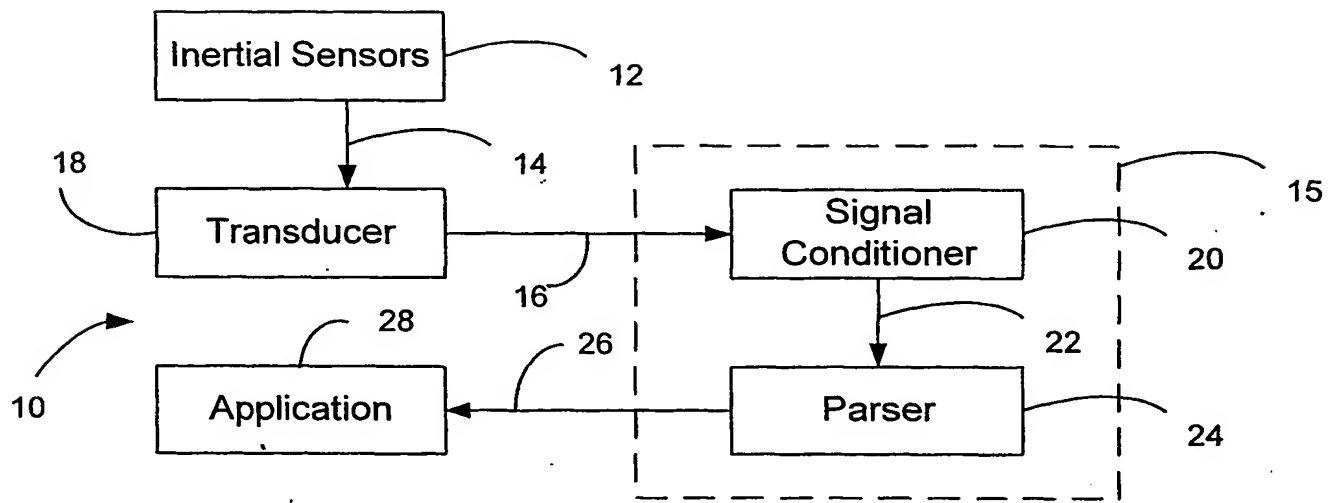 Inertial Sensors
12
14
18
15
Transducer
Signal
Conditioner
20
16
28
26
22
10
Application
Parser
24